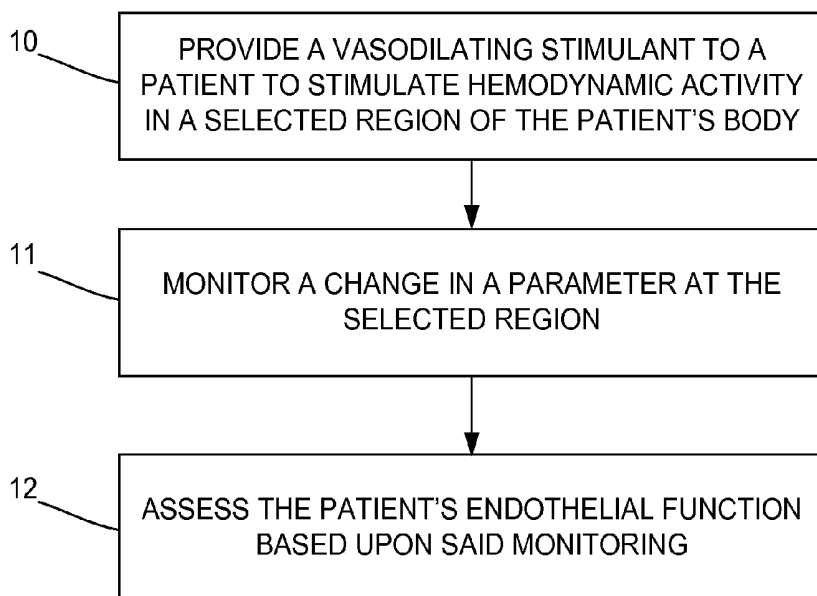 10
PROVIDE A VASODILATING STIMULANT TO A
PATIENT TO STIMULATE HEMODYNAMIC ACTIVITY
IN A SELECTED REGION OF THE PATIENT'S BODY
11
MONITOR A CHANGE IN A PARAMETER AT THE
SELECTED REGION
12
ASSESS THE PATIENT'S ENDOTHELIAL FUNCTION
BASED UPON SAID MONITORING